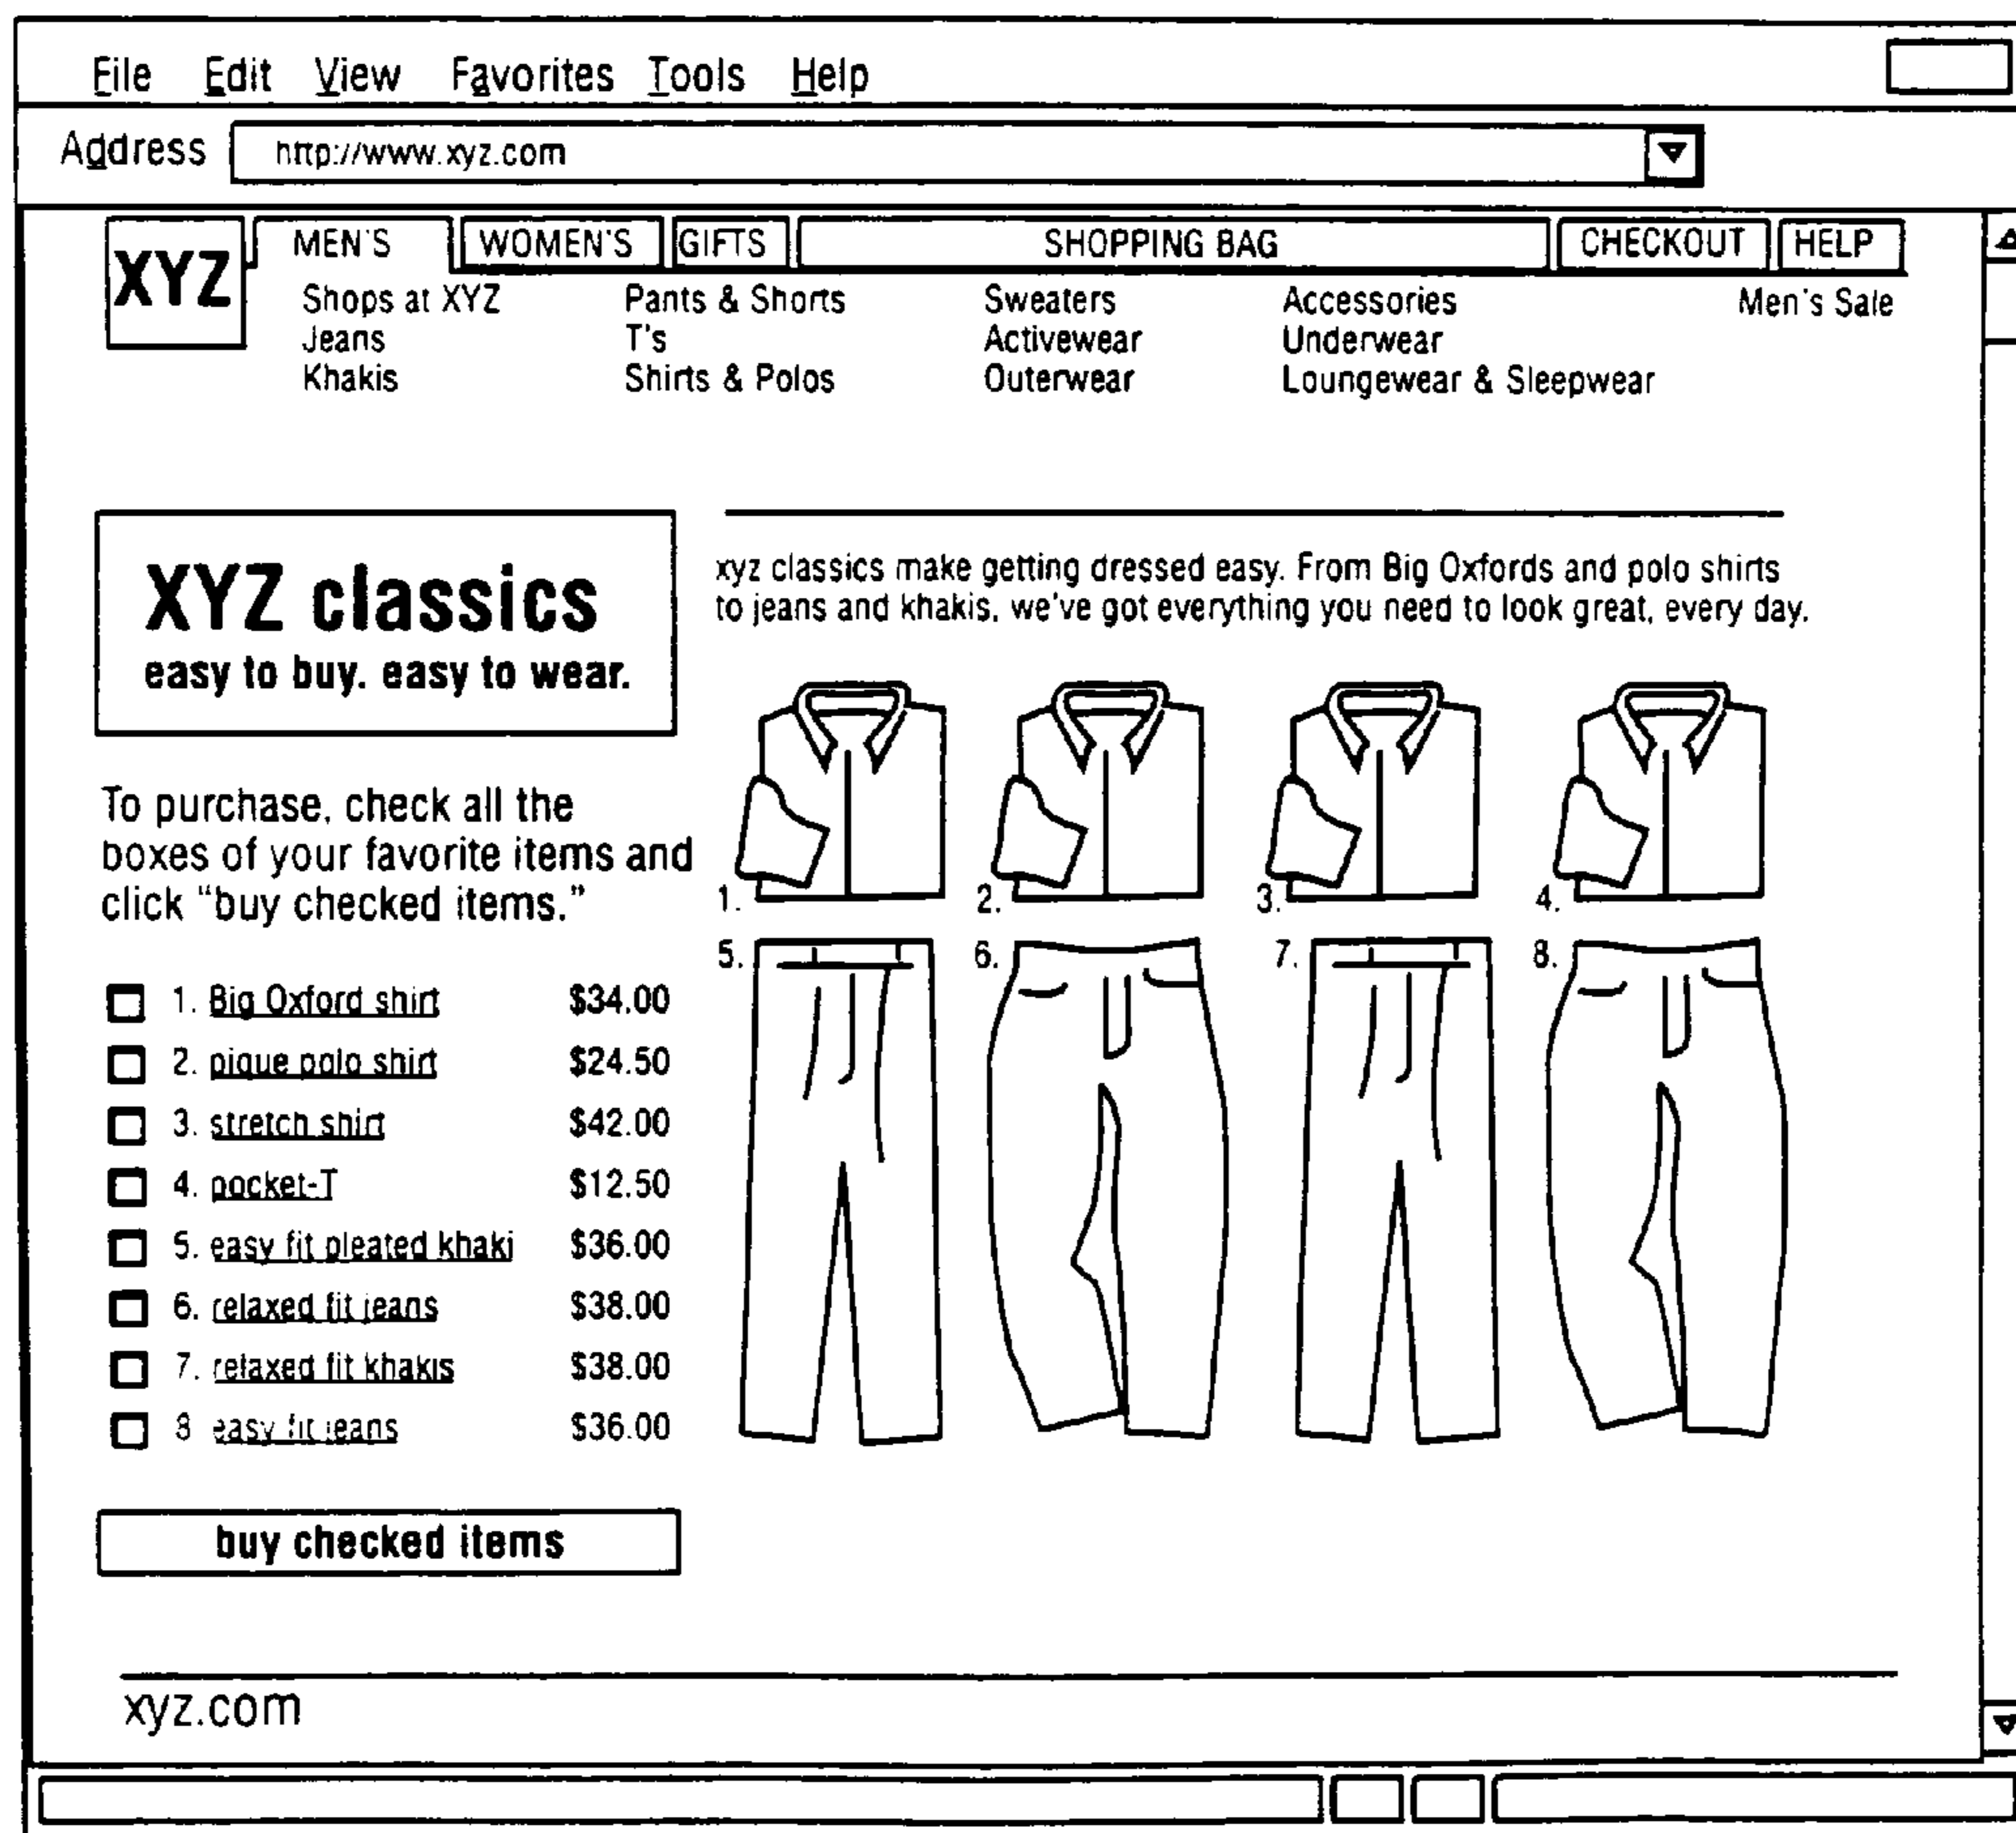 File Edit View Favorites Tools Help
Address http://www.xyz.com
XYZ MEN'S WOMEN'S GIFTS SHOPPING BAG CHECKOUT HELP
Shops at XYZ Pants & Shorts Sweaters Accessories Men's Sale
Jeans T's Activewear Underwear
Khakis Shirts & Polos Outerwear Loungewear & Sleepwear
XYZ classics
easy to buy. easy to wear.
xyz classics make getting dressed easy. From Big Oxfords and polo shirts
to jeans and khakis, we've got everything you need to look great, every day.
To purchase, check all the
boxes of your favorite items and
click “buy checked items.”
1. 2. 3. 4.
5. 6. 7. 8.
1. Big Oxford shirt $34.00
2. pique polo shirt $24.50
3. stretch shirt $42.00
4. pocket-T $12.50
5. easy fit pleated khaki $36.00
6. relaxed fit jeans $38.00
7. relaxed fit khakis $38.00
8 easy fit jeans $36.00
buy checked items
xyz.com